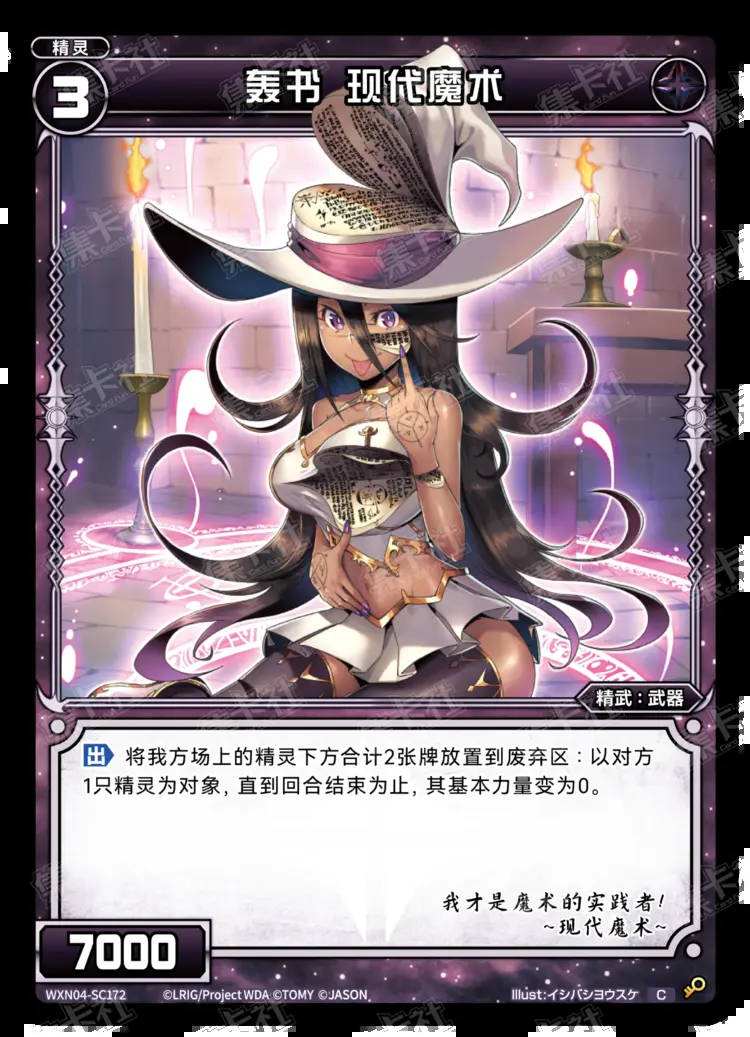 精灵
3
轰书 现代魔术
精武：武器
出 将我方场上的精灵下方合计2张牌放置到废弃区：以对方
1只精灵为对象，直到回合结束为止，其基本力量变为0。
我才是魔术的实践者！
~现代魔术~
7000
WXN04-SC172 ©LRIG/Project WDA ©TOMY ©JASON Illust:イシバシヨウスケ C
集卡社